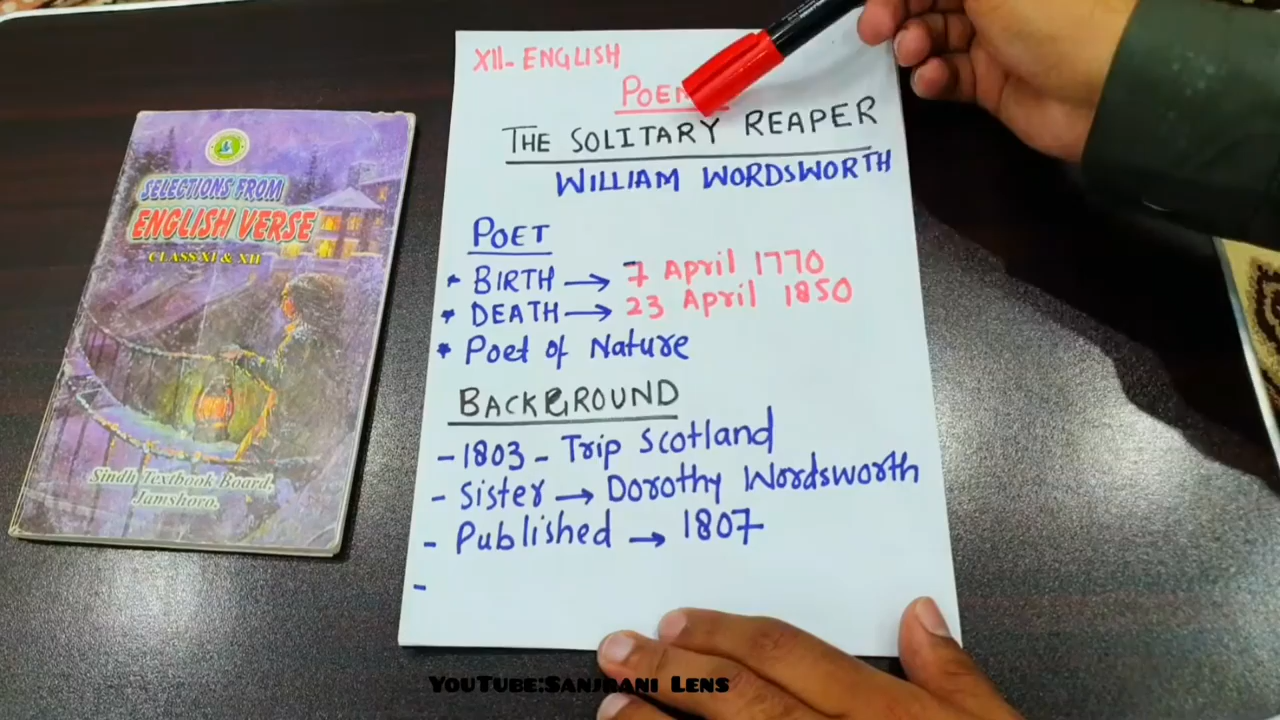 SELECTIONS FROM
ENGLISH VERSE
CLASS XI & XII
Sindh Textbook Board,
Jamshoro.
XII- ENGLISH
THE SOLITARY REAPER
WILLIAM WORDSWORTH
POET
* BIRTH → 7 April 1770
* DEATH → 23 April 1850
* Poet of Nature
BACKGROUND
- 1803 - Trip Scotland
- Sister → Dorothy Wordsworth
- Published → 1807
-
YouTube:Sanjrani Lens